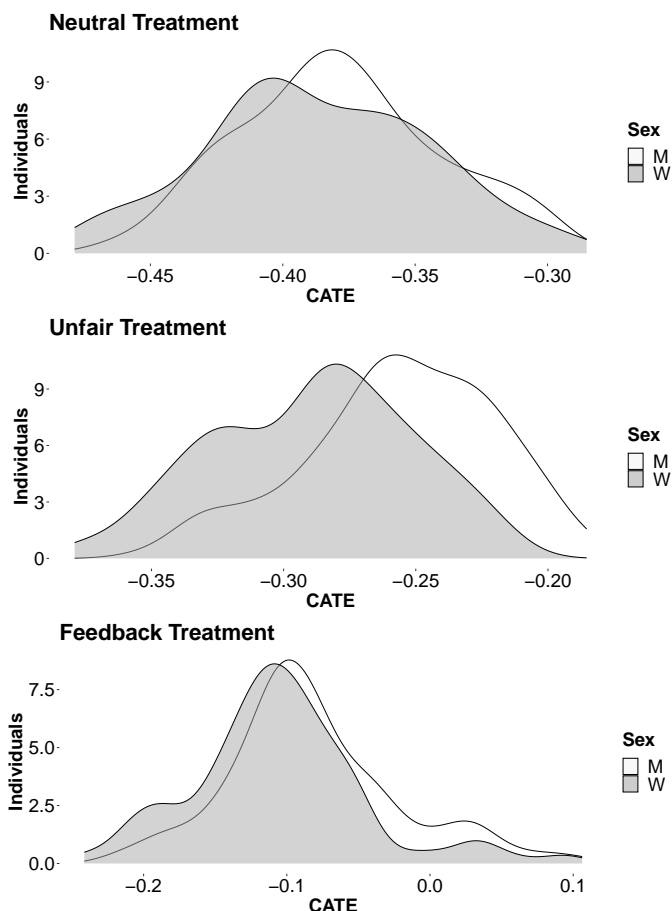 Neutral Treatment
Individuals
9
6
3
0
−0.45 −0.40 −0.35 −0.30
CATE
Sex
M
W
Unfair Treatment
Individuals
9
6
3
0
−0.35 −0.30 −0.25 −0.20
CATE
Sex
M
W
Feedback Treatment
Individuals
7.5
5.0
2.5
0.0
−0.2 −0.1 0.0 0.1
CATE
Sex
M
W